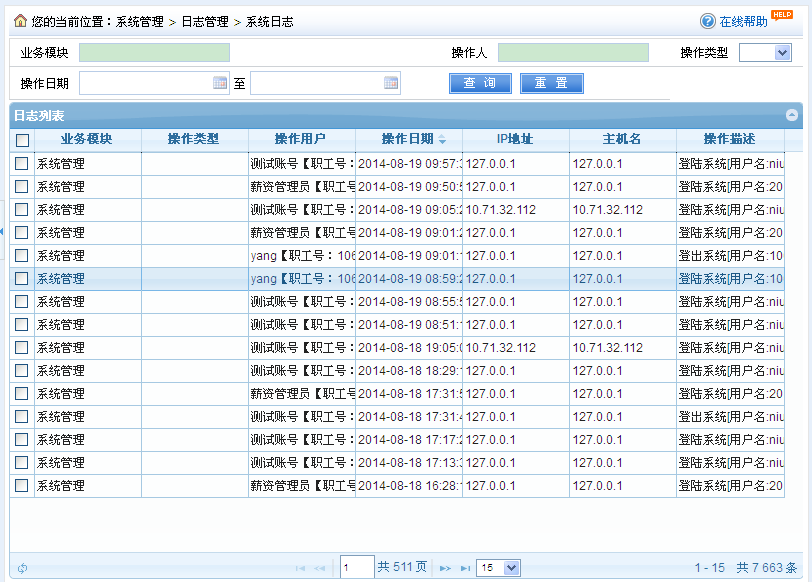 您的当前位置：系统管理 > 日志管理 > 系统日志 在线帮助 HELP
业务模块 操作人 操作类型
操作日期 至 查 询 重 置
日志列表
业务模块 操作类型 操作用户 操作日期 IP地址 主机名 操作描述
系统管理 测试账号【职工号： 2014-08-19 09:57: 127.0.0.1 127.0.0.1 登陆系统[用户名:niu
系统管理 薪资管理员【职工号 2014-08-19 09:50: 127.0.0.1 127.0.0.1 登陆系统[用户名:20
系统管理 测试账号【职工号： 2014-08-19 09:05: 10.71.32.112 10.71.32.112 登陆系统[用户名:niu
系统管理 薪资管理员【职工号 2014-08-19 09:01: 127.0.0.1 127.0.0.1 登陆系统[用户名:20
系统管理 yang【职工号：106 2014-08-19 09:01: 127.0.0.1 127.0.0.1 登出系统[用户名:10
系统管理 yang【职工号：106 2014-08-19 08:59: 127.0.0.1 127.0.0.1 登陆系统[用户名:10
系统管理 测试账号【职工号： 2014-08-19 08:55: 127.0.0.1 127.0.0.1 登陆系统[用户名:niu
系统管理 测试账号【职工号： 2014-08-19 08:51: 127.0.0.1 127.0.0.1 登陆系统[用户名:niu
系统管理 测试账号【职工号： 2014-08-18 19:05: 10.71.32.112 10.71.32.112 登陆系统[用户名:niu
系统管理 测试账号【职工号： 2014-08-18 18:29: 127.0.0.1 127.0.0.1 登陆系统[用户名:niu
系统管理 薪资管理员【职工号 2014-08-18 17:31: 127.0.0.1 127.0.0.1 登陆系统[用户名:20
系统管理 测试账号【职工号： 2014-08-18 17:31: 127.0.0.1 127.0.0.1 登出系统[用户名:niu
系统管理 测试账号【职工号： 2014-08-18 17:17: 127.0.0.1 127.0.0.1 登陆系统[用户名:niu
系统管理 测试账号【职工号： 2014-08-18 17:13: 127.0.0.1 127.0.0.1 登陆系统[用户名:niu
系统管理 薪资管理员【职工号 2014-08-18 16:28: 127.0.0.1 127.0.0.1 登陆系统[用户名:20
1 共 511 页 15 1 - 15 共 7 663 条